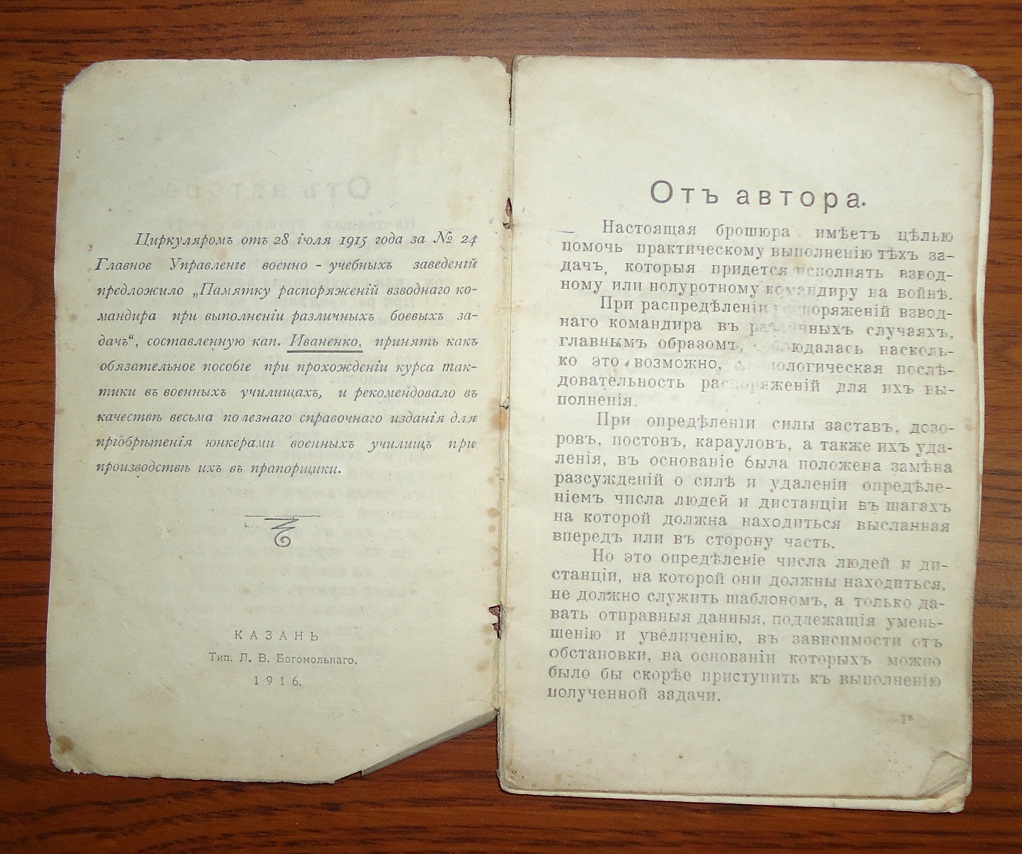 Циркуляромъ отъ 28 іюля 1915 года за № 24
Главное Управленіе военно-учебныхъ заведеній
предложило „Памятку распоряженій взводнаго ко-
мандира при выполненіи различныхъ боевыхъ за-
дачъ“, составленную кап. Иваненко, принять какъ
обязательное пособіе при прохожденіи курса так-
тики въ военныхъ училищахъ, и рекомендовало въ
качествѣ весьма полезнаго справочнаго изданія для
пріобрѣтенія юнкерами военныхъ училищъ при
производствѣ ихъ въ прапорщики.
КАЗАНЬ
Тип. Л. В. Богомольнаго.
1916.
Отъ автора.
Настоящая брошюра имѣетъ цѣлью
помочь практическому выполненію тѣхъ за-
дачъ, которыя придется исполнять взвод-
ному или полуротному командиру на войнѣ.
При распредѣленіи распоряженій взвод-
наго командира въ различныхъ случаяхъ,
главнымъ образомъ, соблюдалась насколь-
ко это возможно, хронологическая послѣ-
довательность распоряженій для ихъ вы-
полненія.
При опредѣленіи силы заставъ, дозо-
ровъ, постовъ, карауловъ, а также ихъ уда-
ленія, въ основаніе была положена замѣна
разсужденій о силѣ и удаленіи опредѣле-
ніемъ числа людей и дистанціи въ шагахъ
на которой должна находиться высланная
впередъ или въ сторону часть.
Но это опредѣленіе числа людей и ди-
станціи, на которой они должны находиться,
не должно служить шаблономъ, а только да-
вать отправныя данныя, подлежащія умень-
шенію и увеличенію, въ зависимости отъ
обстановки, на основаніи которыхъ можно
было бы скорѣе приступить къ выполненію
полученной задачи.
1*